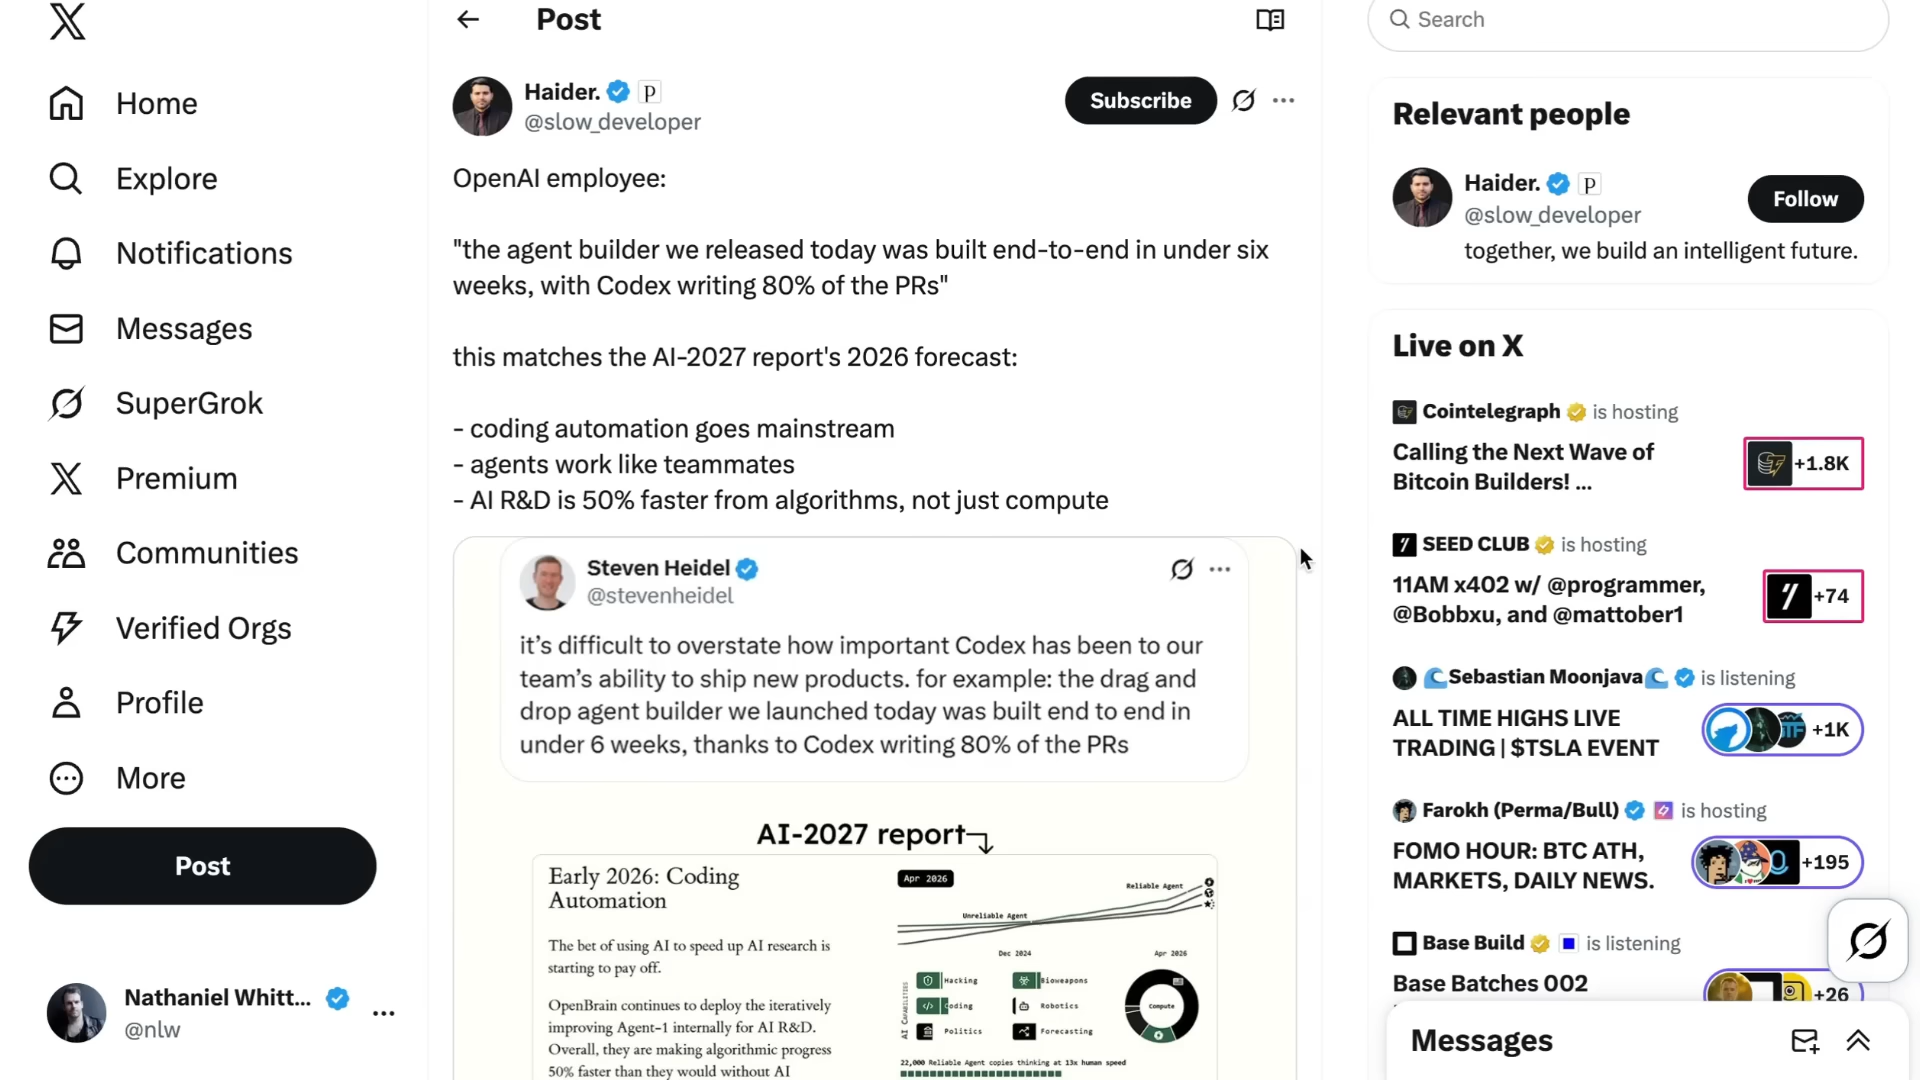 Home
Explore
Notifications
Messages
SuperGrok
Premium
Communities
Verified Orgs
Profile
More
Post
Nathaniel Whitt...
@nlw
Post
Haider.
@slow_developer
Subscribe
OpenAI employee:
"the agent builder we released today was built end-to-end in under six
weeks, with Codex writing 80% of the PRs"
this matches the AI-2027 report's 2026 forecast:
- coding automation goes mainstream
- agents work like teammates
- AI R&D is 50% faster from algorithms, not just compute
Steven Heidel
@stevenheidel
it’s difficult to overstate how important Codex has been to our
team’s ability to ship new products. for example: the drag and
drop agent builder we launched today was built end to end in
under 6 weeks, thanks to Codex writing 80% of the PRs
AI-2027 report
Early 2026: Coding
Automation
The bet of using AI to speed up AI research is
starting to pay off.
OpenBrain continues to deploy the iteratively
improving Agent-1 internally for AI R&D.
Overall, they are making algorithmic progress
50% faster than they would without AI
Apr 2026
Reliable Agent
Unreliable Agent
Dec 2024
Apr 2026
AI Capabilities
Hacking
Bioweapons
Coding
Robotics
Politics
Forecasting
Compute
22,000 Reliable Agent copies thinking at 13x human speed
Search
Relevant people
Haider.
@slow_developer
Follow
together, we build an intelligent future.
Live on X
Cointelegraph is hosting
Calling the Next Wave of
Bitcoin Builders! ...
+1.8K
SEED CLUB is hosting
11AM x402 w/ @programmer,
@Bobbxu, and @mattober1
+74
🌊Sebastian Moonjava🌊 is listening
ALL TIME HIGHS LIVE
TRADING | $TSLA EVENT
+1K
Farokh (Perma/Bull) is hosting
FOMO HOUR: BTC ATH,
MARKETS, DAILY NEWS.
+195
Base Build is listening
Base Batches 002
+26
Messages